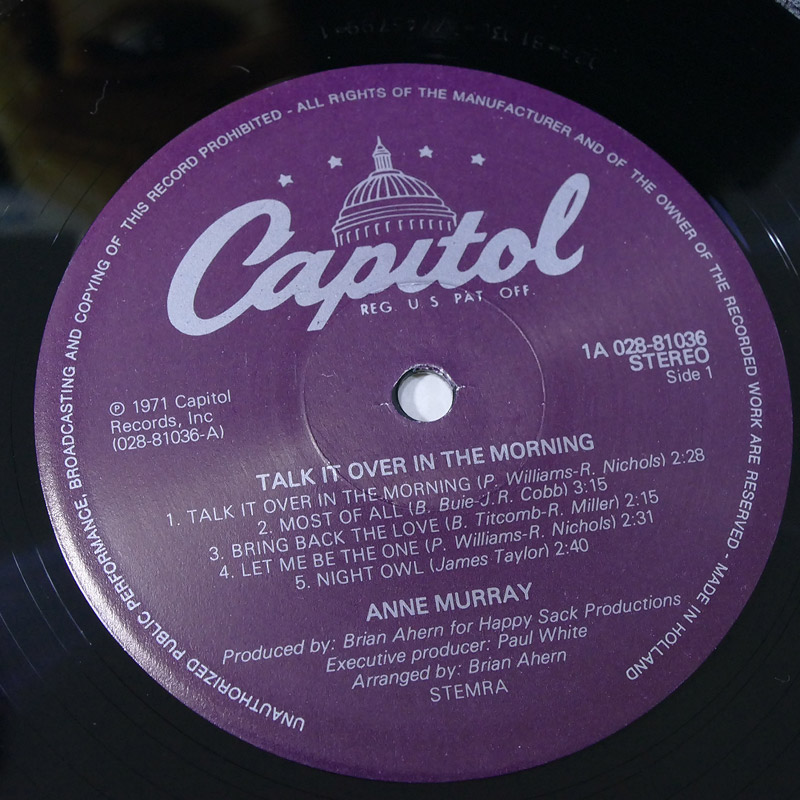 UNAUTHORIZED PUBLIC PERFORMANCE, BROADCASTING AND COPYING OF THIS RECORD PROHIBITED - ALL RIGHTS OF THE MANUFACTURER AND OF THE OWNER OF THE RECORDED WORK ARE RESERVED - MADE IN HOLLAND
Capitol
REG. U.S. PAT. OFF.
1A 028-81036
STEREO
Side 1
℗ 1971 Capitol
Records, Inc
(028-81036-A)
TALK IT OVER IN THE MORNING
1. TALK IT OVER IN THE MORNING (P. Williams-R. Nichols) 2:28
2. MOST OF ALL (B. Buie-J.R. Cobb) 3:15
3. BRING BACK THE LOVE (B. Titcomb-R. Miller) 2:15
4. LET ME BE THE ONE (P. Williams-R. Nichols) 2:31
5. NIGHT OWL (James Taylor) 2:40
ANNE MURRAY
Produced by: Brian Ahern for Happy Sack Productions
Executive producer: Paul White
Arranged by: Brian Ahern
STEMRA